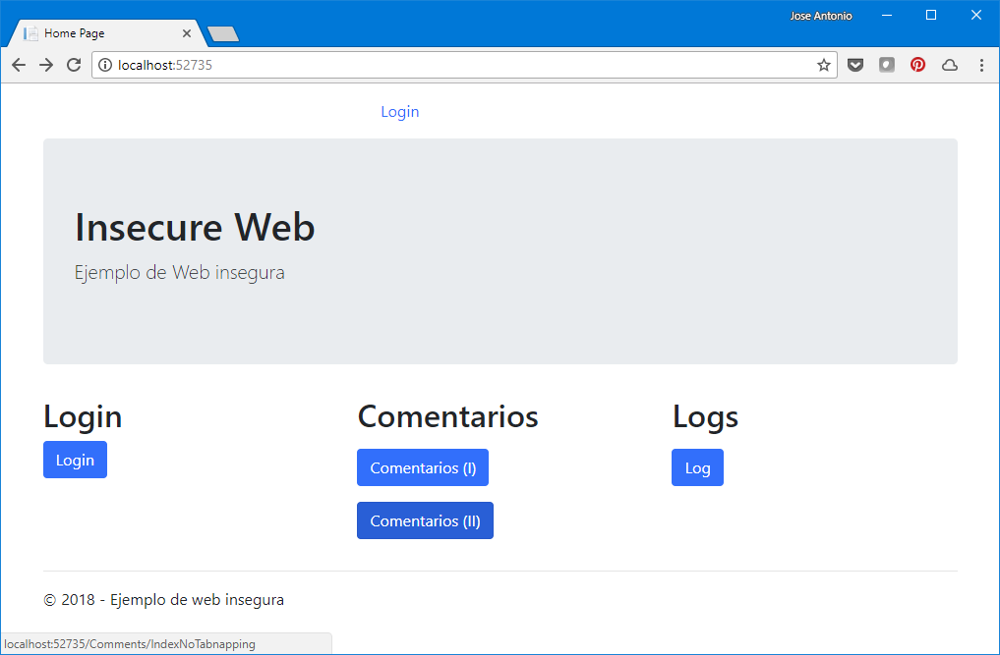 Jose Antonio
Home Page
localhost:52735
Login
Insecure Web
Ejemplo de Web insegura
Login
Comentarios
Logs
Login
Comentarios (I)
Log
Comentarios (II)
© 2018 - Ejemplo de web insegura
localhost:52735/Comments/IndexNoTabnapping